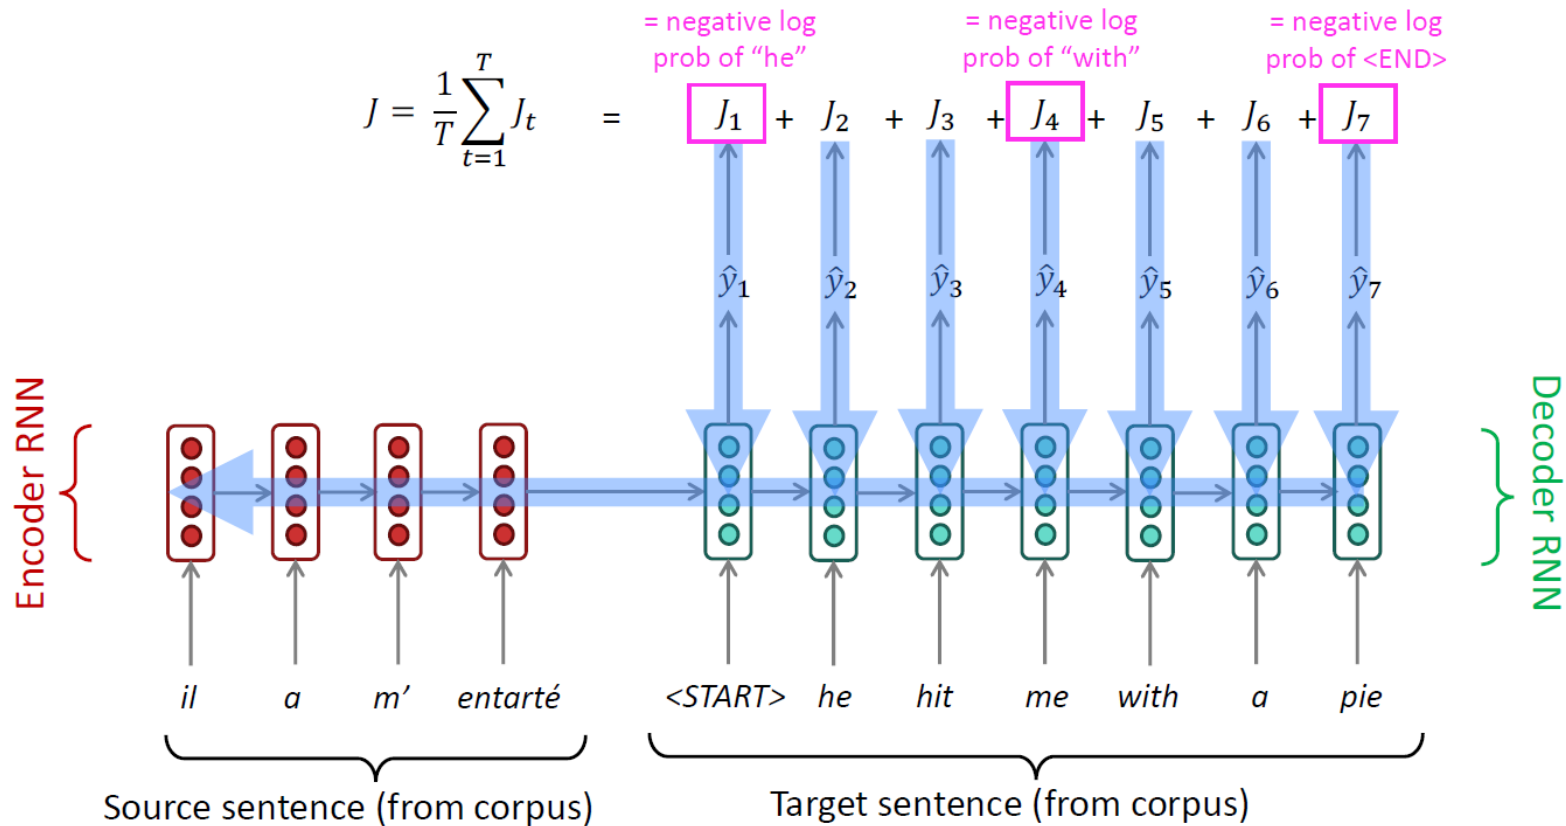 = negative log
prob of “he”
= negative log
prob of “with”
= negative log
prob of <END>
J = 1/T ∑_{t=1}^{T} J_t = J_1 + J_2 + J_3 + J_4 + J_5 + J_6 + J_7
ŷ_1 ŷ_2 ŷ_3 ŷ_4 ŷ_5 ŷ_6 ŷ_7
Encoder RNN
Decoder RNN
il a m’ entarté <START> he hit me with a pie
Source sentence (from corpus)
Target sentence (from corpus)